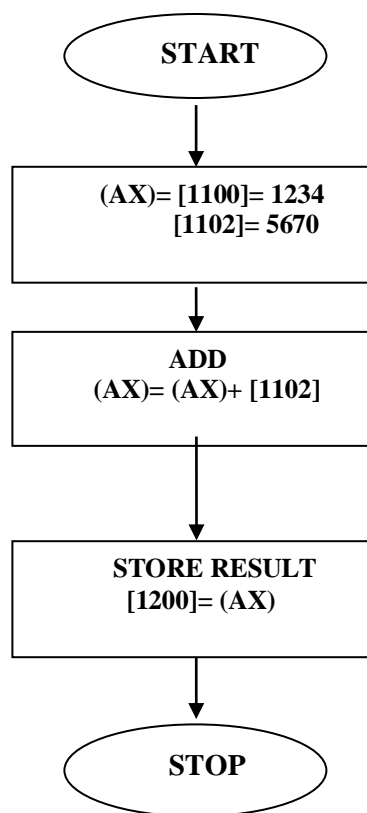 START
(AX)= [1100]= 1234
[1102]= 5670
ADD
(AX)= (AX)+ [1102]
STORE RESULT
[1200]= (AX)
STOP